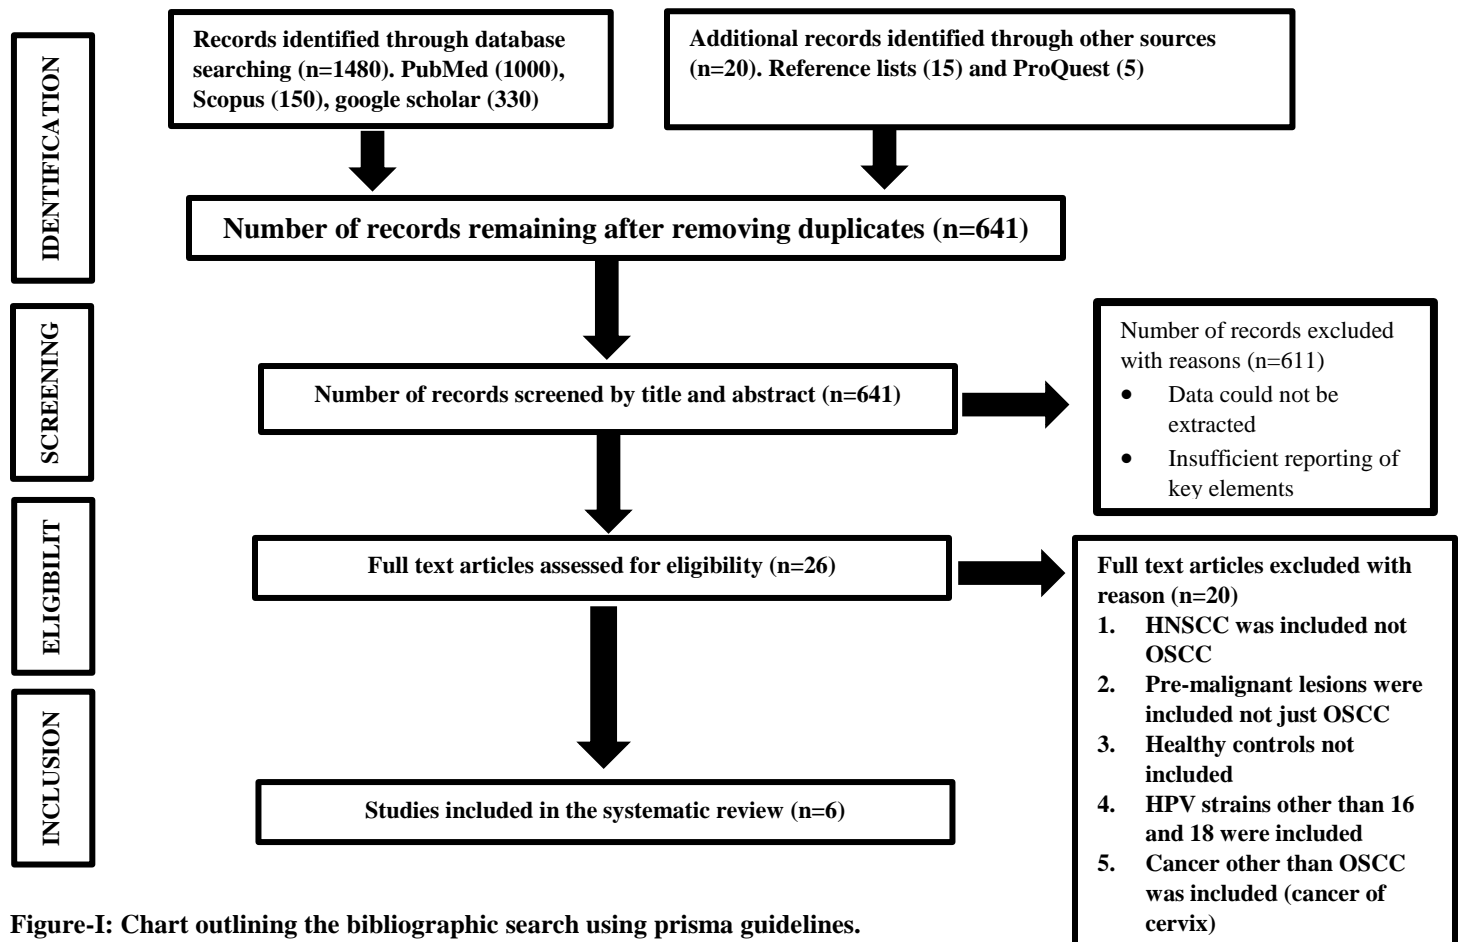 IDENTIFICATION
Records identified through database
searching (n=1480). PubMed (1000),
Scopus (150), google scholar (330)
Additional records identified through other sources
(n=20). Reference lists (15) and ProQuest (5)
Number of records remaining after removing duplicates (n=641)
SCREENING
Number of records screened by title and abstract (n=641)
Number of records excluded
with reasons (n=611)
• Data could not be
extracted
• Insufficient reporting of
key elements
ELIGIBILIT
Full text articles assessed for eligibility (n=26)
Full text articles excluded with
reason (n=20)
1. HNSCC was included not
OSCC
2. Pre-malignant lesions were
included not just OSCC
3. Healthy controls not
included
4. HPV strains other than 16
and 18 were included
5. Cancer other than OSCC
was included (cancer of
cervix)
INCLUSION
Studies included in the systematic review (n=6)
Figure-I: Chart outlining the bibliographic search using prisma guidelines.